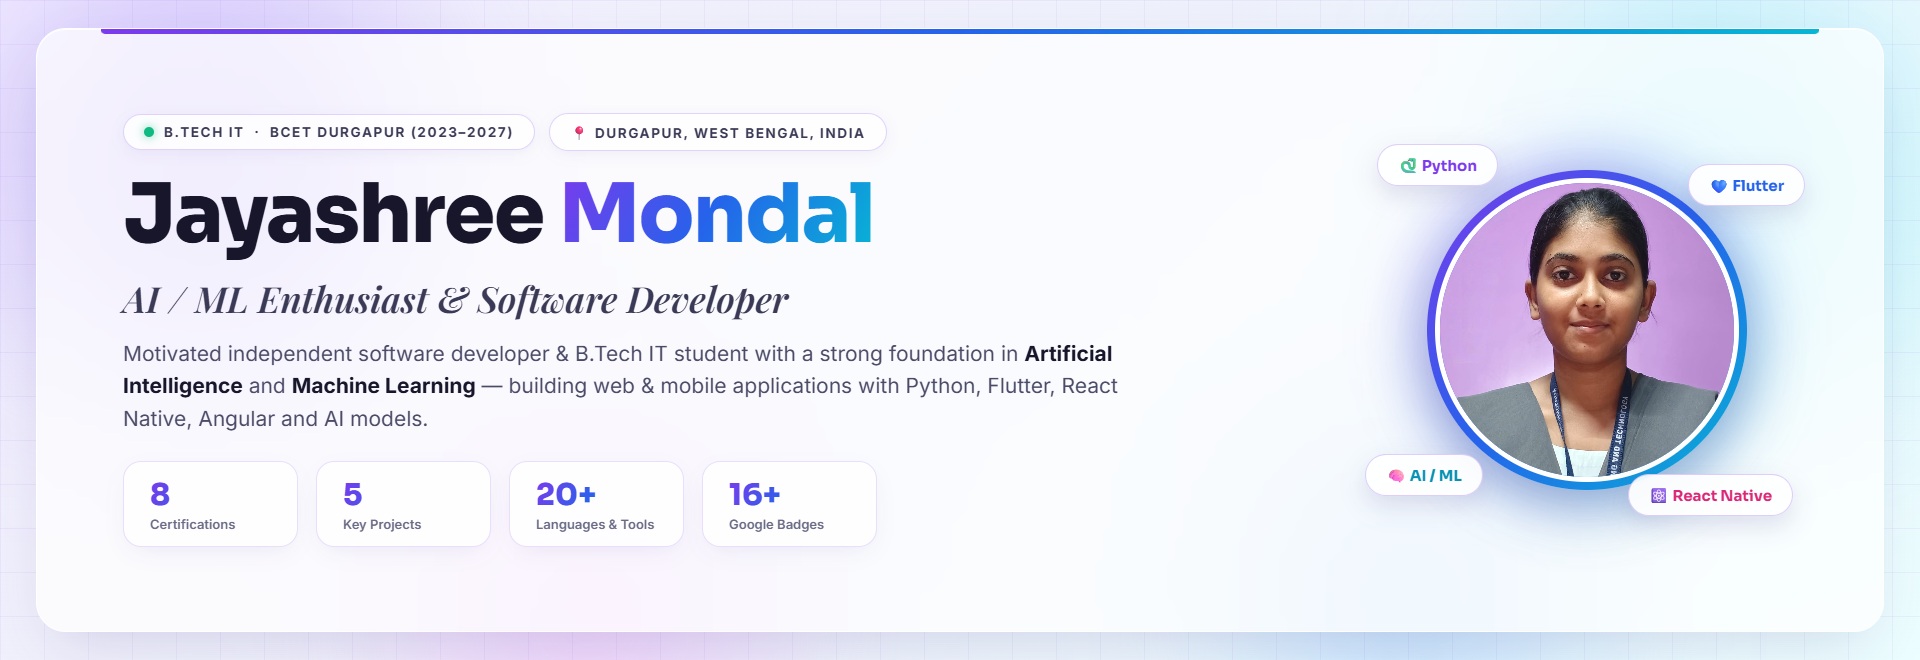 B.TECH IT · BCET DURGAPUR (2023–2027)
DURGAPUR, WEST BENGAL, INDIA
Jayashree Mondal
AI / ML Enthusiast & Software Developer
Motivated independent software developer & B.Tech IT student with a strong foundation in Artificial
Intelligence and Machine Learning — building web & mobile applications with Python, Flutter, React
Native, Angular and AI models.
8
Certifications
5
Key Projects
20+
Languages & Tools
16+
Google Badges
Python
Flutter
AI / ML
React Native